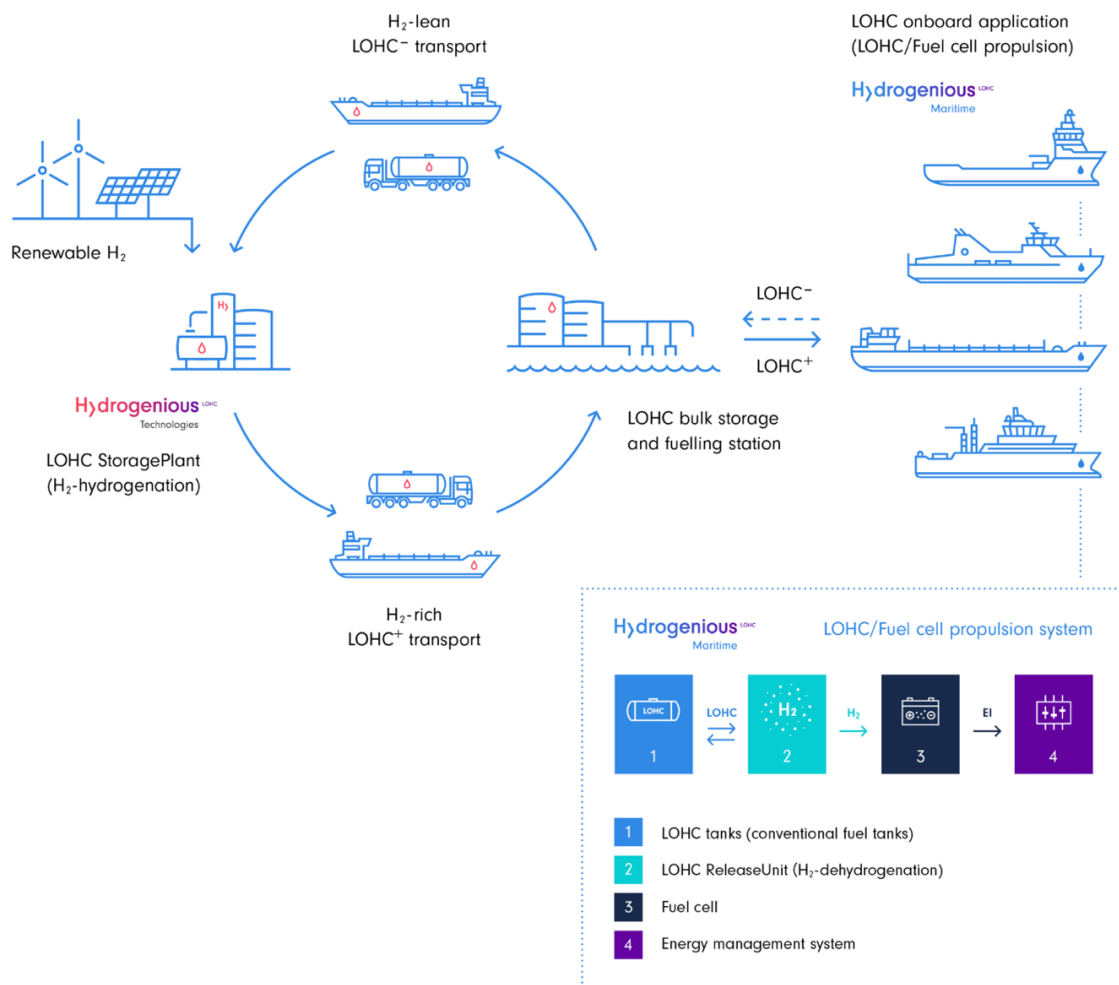 H₂-lean
LOHC⁻ transport
LOHC onboard application
(LOHC/Fuel cell propulsion)
Hydrogenious LOHC
Maritime
Renewable H₂
H
LOHC⁻
LOHC⁺
Hydrogenious LOHC
Technologies
LOHC StoragePlant
(H₂-hydrogenation)
LOHC bulk storage
and fuelling station
H₂-rich
LOHC⁺ transport
Hydrogenious LOHC
Maritime
LOHC/Fuel cell propulsion system
LOHC
1
LOHC
H₂
2
H₂
3
El
4
1 LOHC tanks (conventional fuel tanks)
2 LOHC ReleaseUnit (H₂-dehydrogenation)
3 Fuel cell
4 Energy management system